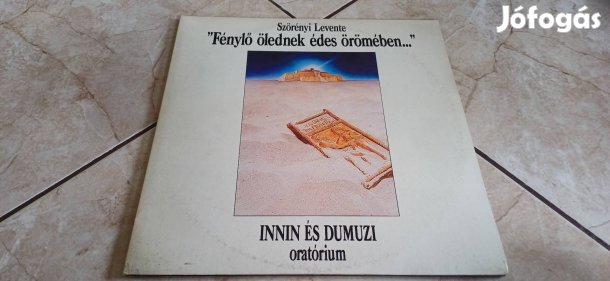 Jófogás
Szörényi Levente
"Fénylő ölednek édes örömében..."
INNIN ÉS DUMUZI
oratórium